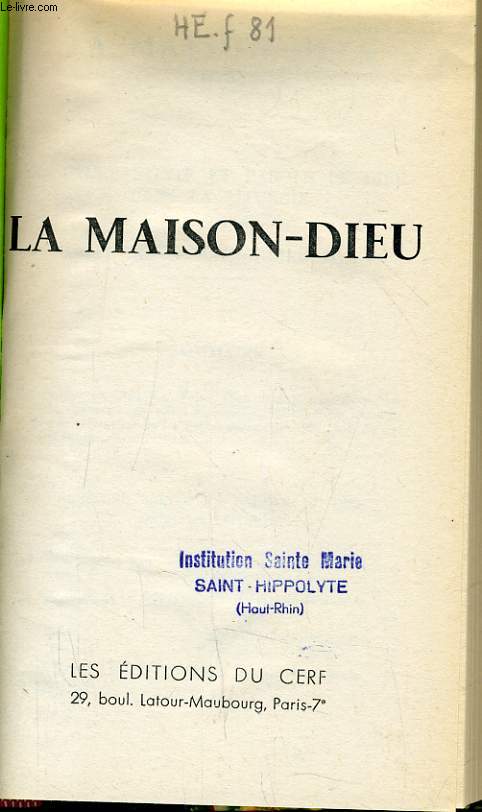 Le-livre.com
HE.f 81
LA MAISON-DIEU
Institution Sainte Marie
SAINT-HIPPOLYTE
(Haut-Rhin)
LES ÉDITIONS DU CERF
29, boul. Latour-Maubourg, Paris-7e